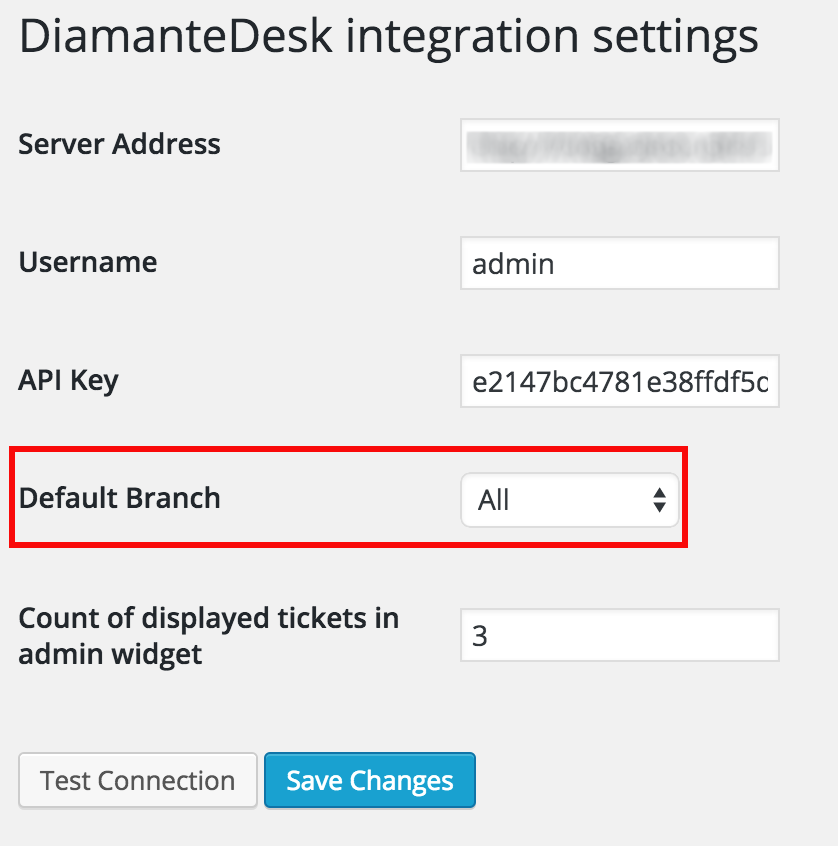 DiamanteDesk integration settings
Server Address
Username
admin
API Key
e2147bc4781e38ffdf5c
Default Branch
All
Count of displayed tickets in
admin widget
3
Test Connection
Save Changes